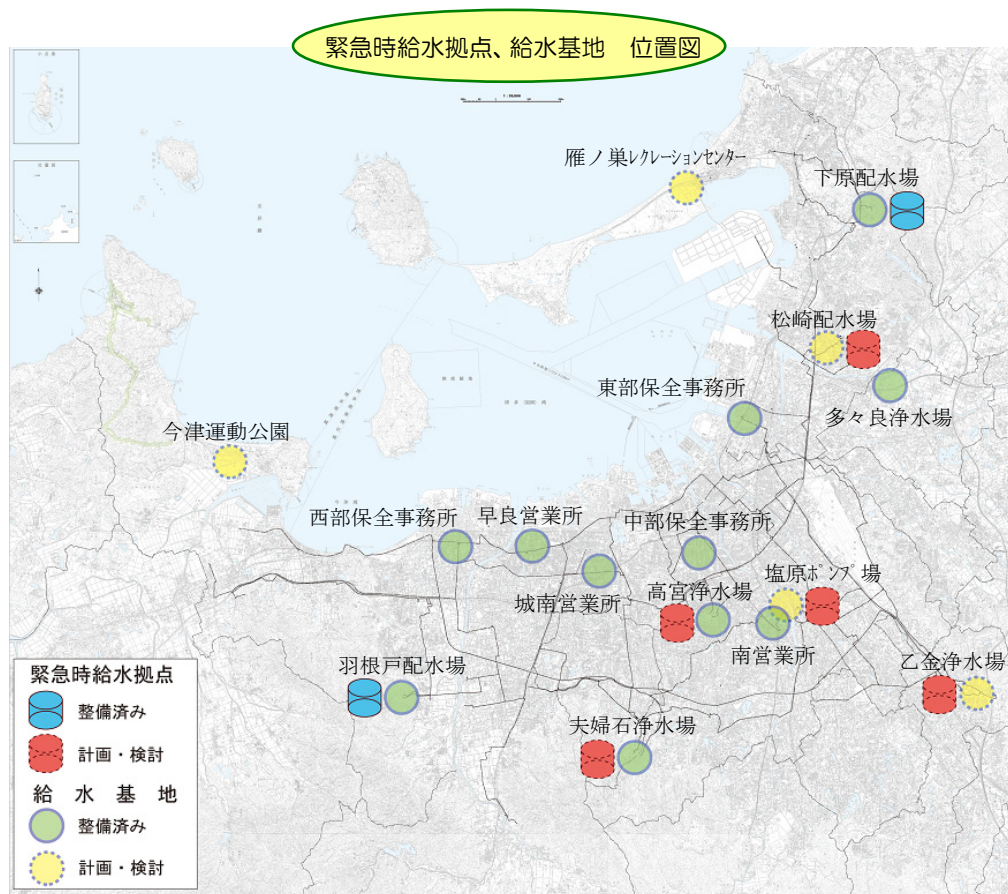 緊急時給水拠点、給水基地　位置図
雁ノ巣ﾚｸﾚｰｼｮﾝｾﾝﾀｰ
下原配水場
松崎配水場
東部保全事務所
多々良浄水場
今津運動公園
西部保全事務所
早良営業所
中部保全事務所
塩原ﾎﾟﾝﾌﾟ場
城南営業所
高宮浄水場
南営業所
羽根戸配水場
乙金浄水場
夫婦石浄水場
緊急時給水拠点
整備済み
計画・検討
給　水　基　地
整備済み
計画・検討